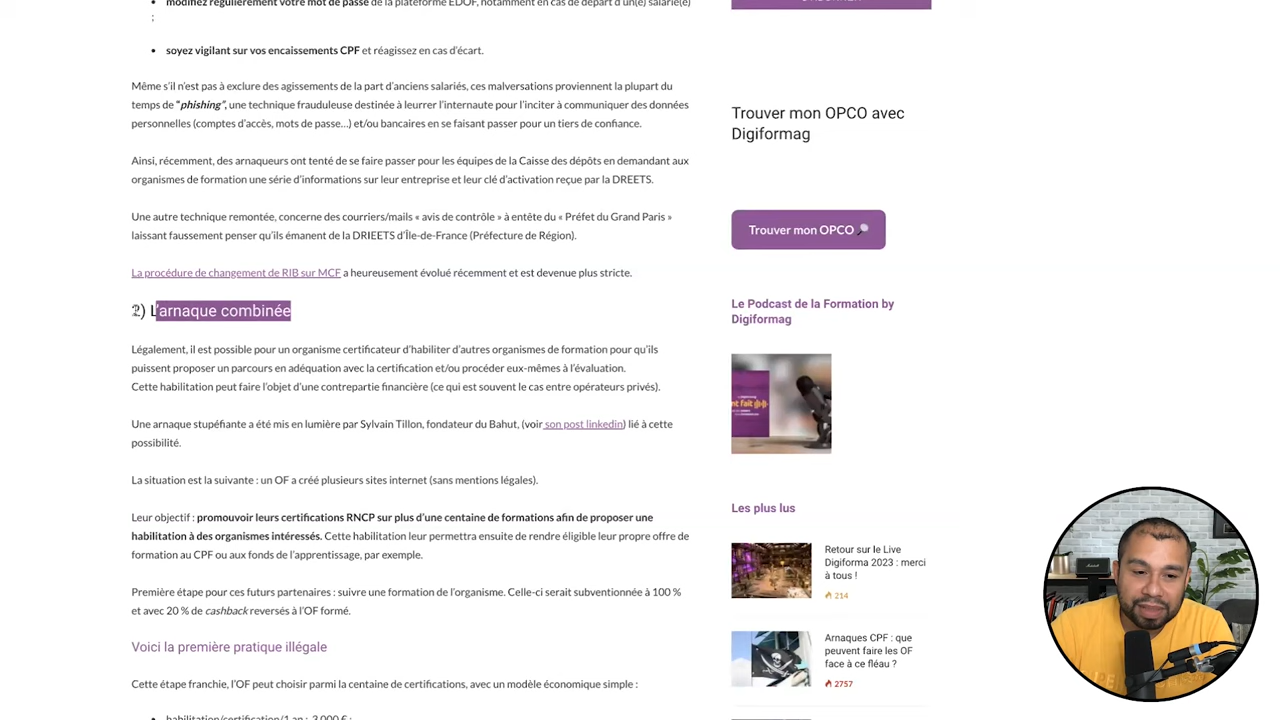 modifiez régulièrement votre mot de passe de la plateforme EDOF, notamment en cas de départ d'un(e) salarié(e)
;
• soyez vigilant sur vos encaissements CPF et réagissez en cas d'écart.
Même s'il n'est pas à exclure des agissements de la part d'anciens salariés, ces malversations proviennent la plupart du
temps de "phishing", une technique frauduleuse destinée à leurrer l'internaute pour l'inciter à communiquer des données
personnelles (comptes d'accès, mots de passe...) et/ou bancaires en se faisant passer pour un tiers de confiance.
Ainsi, récemment, des arnaqueurs ont tenté de se faire passer pour les équipes de la Caisse des dépôts en demandant aux
organismes de formation une série d'informations sur leur entreprise et leur clé d'activation reçue par la DREETS.
Une autre technique remontée, concerne des courriers/mails « avis de contrôle » à entête du « Préfet du Grand Paris »
laissant faussement penser qu'ils émanent de la DRIEETS d'Île-de-France (Préfecture de Région).
La procédure de changement de RIB sur MCF a heureusement évolué récemment et est devenue plus stricte.
2) L'arnaque combinée
Légalement, il est possible pour un organisme certificateur d'habiliter d'autres organismes de formation pour qu'ils
puissent proposer un parcours en adéquation avec la certification et/ou procéder eux-mêmes à l'évaluation.
Cette habilitation peut faire l'objet d'une contrepartie financière (ce qui est souvent le cas entre opérateurs privés).
Une arnaque stupéfiante a été mis en lumière par Sylvain Tillon, fondateur du Bahut, (voir son post linkedin) lié à cette
possibilité.
La situation est la suivante : un OF a créé plusieurs sites internet (sans mentions légales).
Leur objectif : promouvoir leurs certifications RNCP sur plus d'une centaine de formations afin de proposer une
habilitation à des organismes intéressés. Cette habilitation leur permettra ensuite de rendre éligible leur propre offre de
formation au CPF ou aux fonds de l'apprentissage, par exemple.
Première étape pour ces futurs partenaires : suivre une formation de l'organisme. Celle-ci serait subventionnée à 100 %
et avec 20 % de cashback reversés à l'OF formé.
Voici la première pratique illégale
Cette étape franchie, l'OF peut choisir parmi la centaine de certifications, avec un modèle économique simple :
• habilitation/certification/1 an : 3 000 € ;
Trouver mon OPCO avec
Digiformag
Trouver mon OPCO
Le Podcast de la Formation by
Digiformag
nt fait
Les plus lus
Retour sur le Live
Digiforma 2023 : merci
à tous !
214
Arnaques CPF : que
peuvent faire les OF
face à ce fléau ?
2757
Marshall